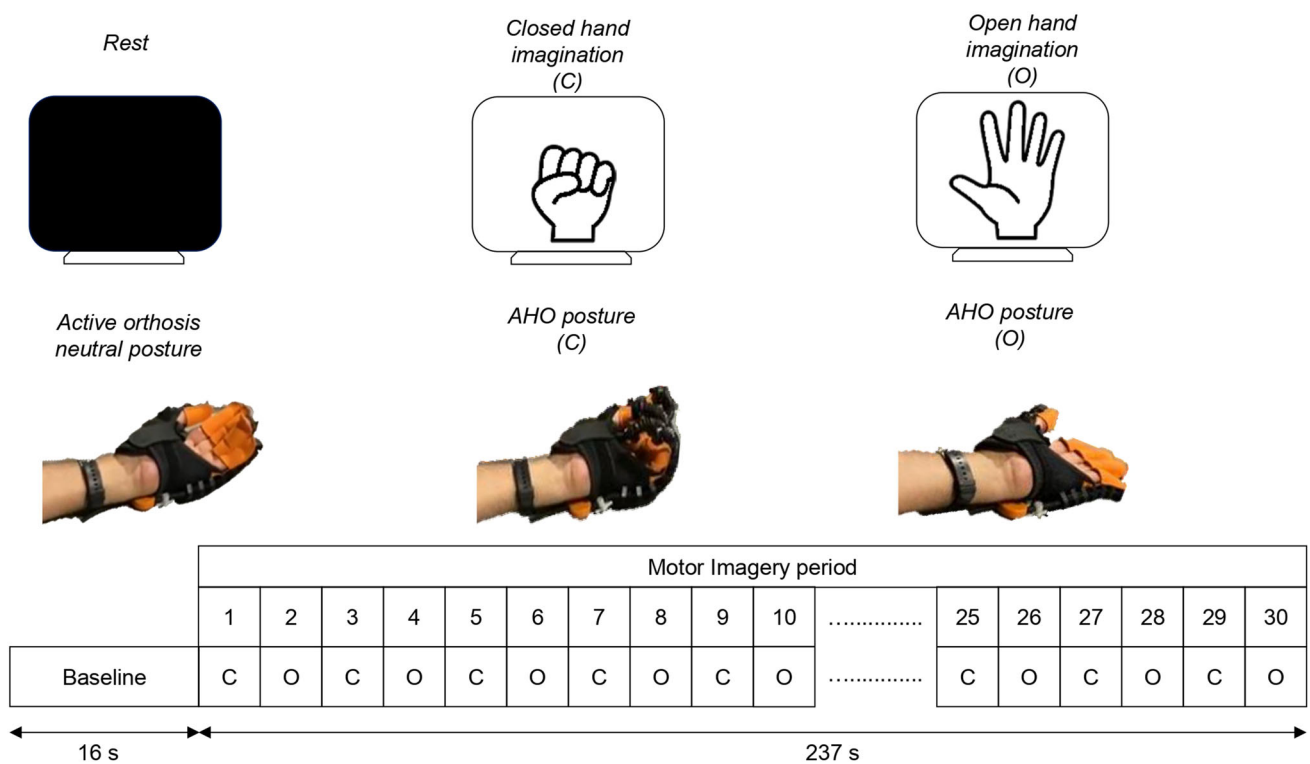 Rest
Closed hand
imagination
(C)
Open hand
imagination
(O)
Active orthosis
neutral posture
AHO posture
(C)
AHO posture
(O)
Motor Imagery period
1 2 3 4 5 6 7 8 9 10 .............. 25 26 27 28 29 30
Baseline C O C O C O C O C O .............. C O C O C O
16 s 237 s